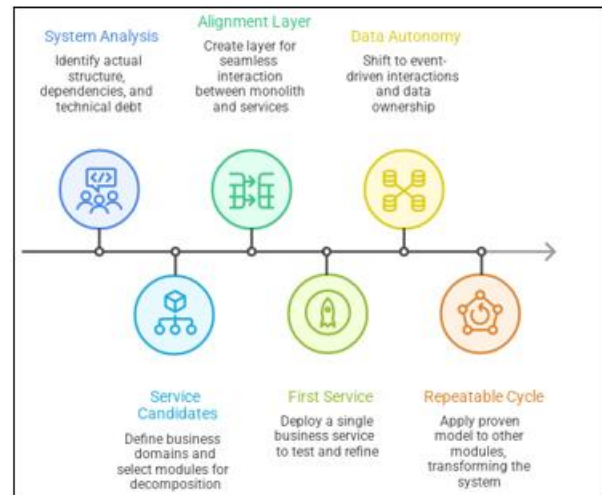 System Analysis
Identify actual
structure,
dependencies, and
technical debt
Alignment Layer
Create layer for
seamless
interaction
between monolith
and services
Data Autonomy
Shift to event-
driven interactions
and data
ownership
</>
Service
Candidates
Define business
domains and
select modules for
decomposition
First Service
Deploy a single
business service
to test and refine
Repeatable Cycle
Apply proven
model to other
modules,
transforming the
system